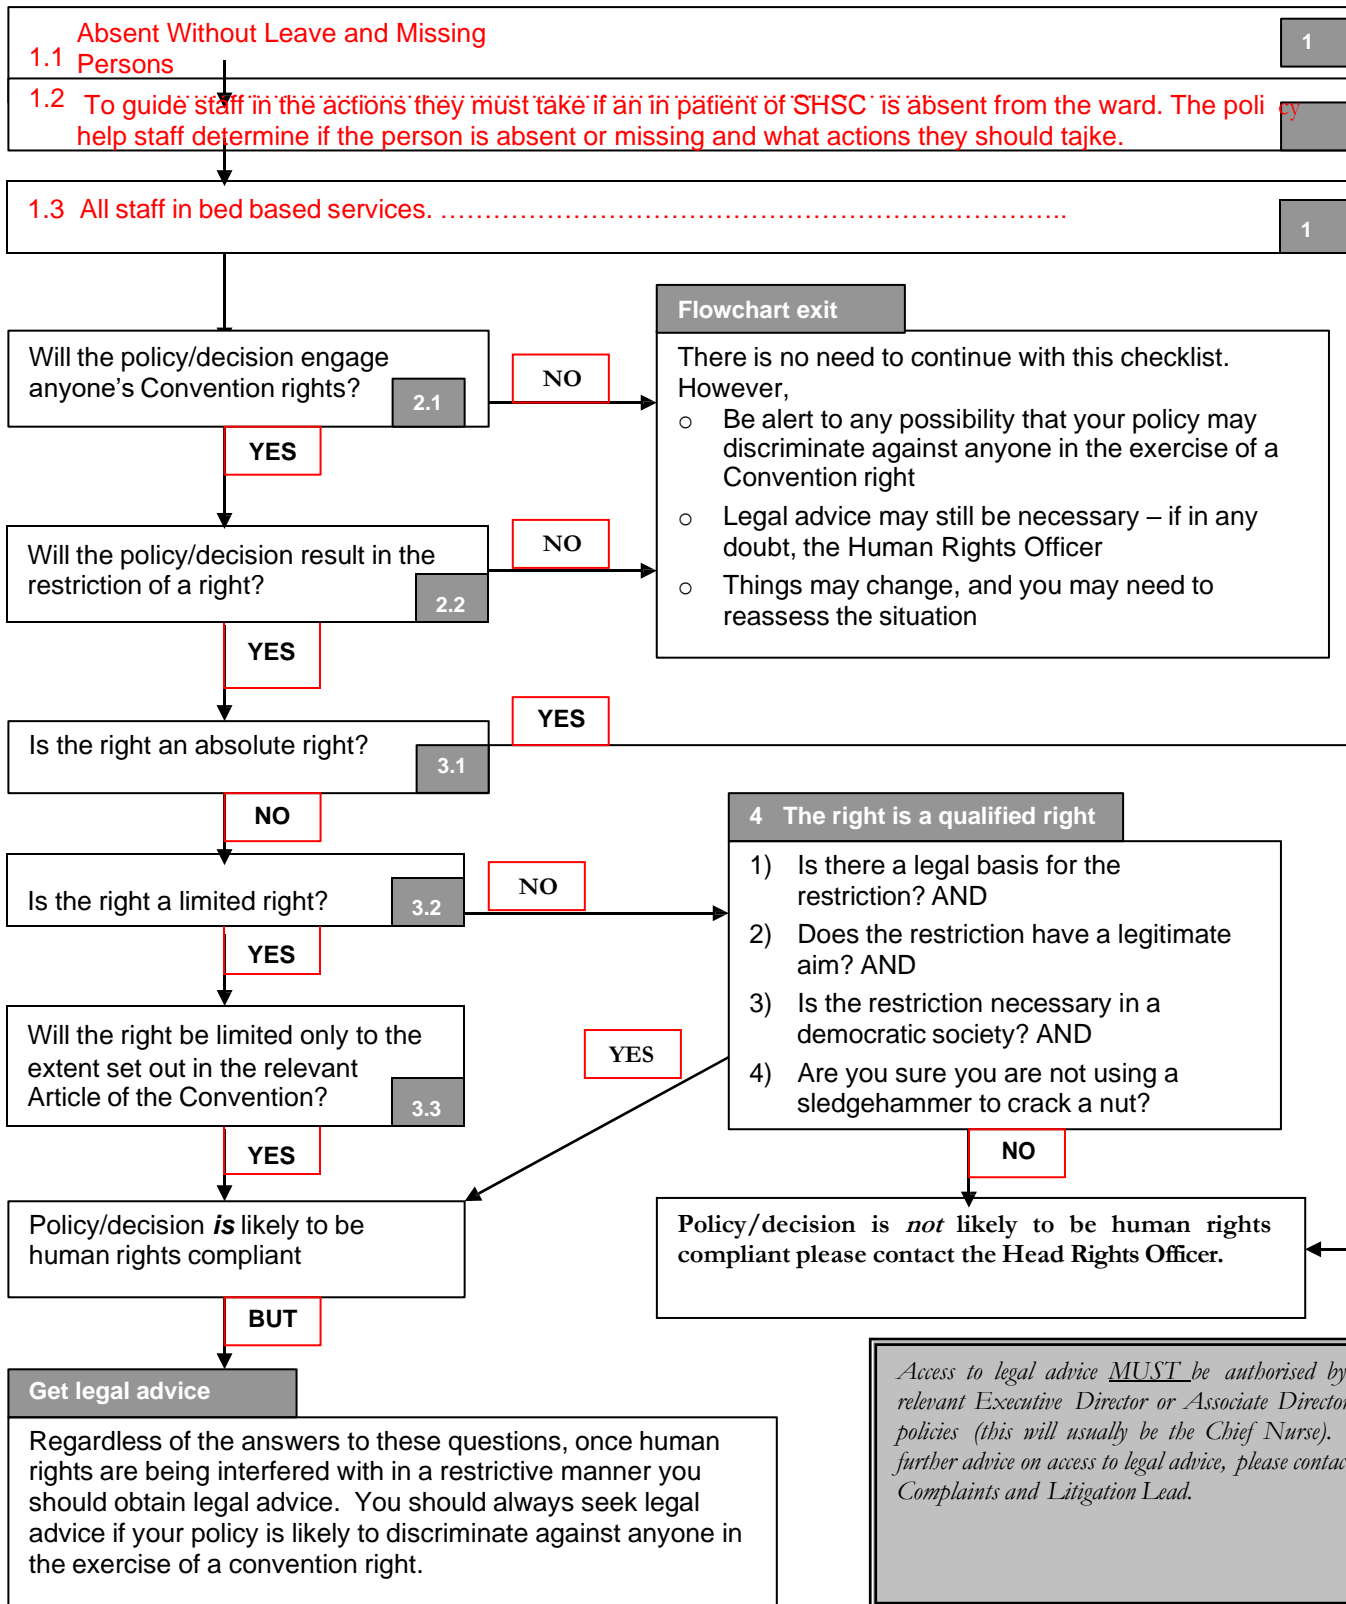 Absent Without Leave and Missing
1.1 Persons
1
1.2 To guide staff in the actions they must take if an in patient of SHSC is absent from the ward. The poli cy
help staff determine if the person is absent or missing and what actions they should tajke.
1.3 All staff in bed based services. …………………………………………………………..
1
Will the policy/decision engage
anyone’s Convention rights?
2.1
NO
YES
Flowchart exit
There is no need to continue with this checklist.
However,
o Be alert to any possibility that your policy may
discriminate against anyone in the exercise of a
Convention right
o Legal advice may still be necessary – if in any
doubt, the Human Rights Officer
o Things may change, and you may need to
reassess the situation
Will the policy/decision result in the
restriction of a right?
2.2
NO
YES
Is the right an absolute right?
3.1
YES
NO
Is the right a limited right?
3.2
NO
YES
4 The right is a qualified right
1) Is there a legal basis for the
restriction? AND
2) Does the restriction have a legitimate
aim? AND
3) Is the restriction necessary in a
democratic society? AND
4) Are you sure you are not using a
sledgehammer to crack a nut?
YES
NO
Will the right be limited only to the
extent set out in the relevant
Article of the Convention?
3.3
YES
Policy/decision is likely to be
human rights compliant
BUT
Policy/decision is not likely to be human rights
compliant please contact the Head Rights Officer.
Get legal advice
Regardless of the answers to these questions, once human
rights are being interfered with in a restrictive manner you
should obtain legal advice. You should always seek legal
advice if your policy is likely to discriminate against anyone in
the exercise of a convention right.
Access to legal advice MUST be authorised by
relevant Executive Director or Associate Director
policies (this will usually be the Chief Nurse).
further advice on access to legal advice, please contac
Complaints and Litigation Lead.